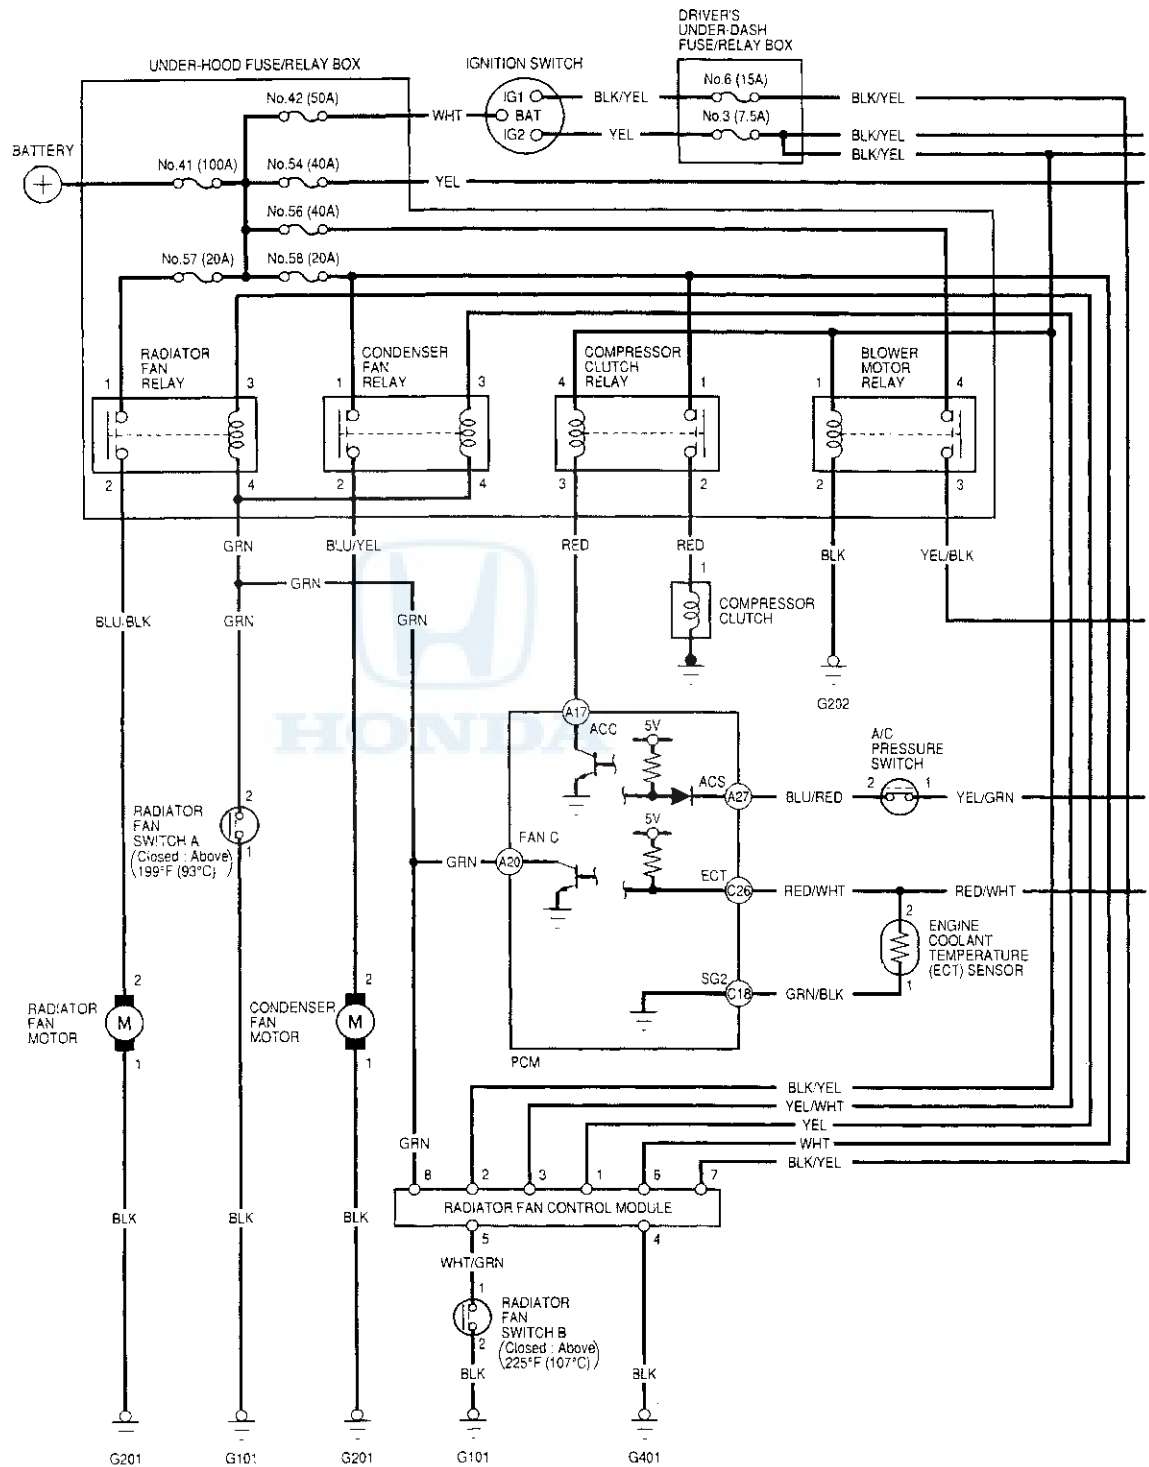 DRIVER'S
UNDER-DASH
FUSE/RELAY BOX
UNDER-HOOD FUSE/RELAY BOX
IGNITION SWITCH
No.6 (15A)
No.42 (50A)
IG1
BLK/YEL
BLK/YEL
WHT
BAT
No.3 (7.5A)
IG2
YEL
BLK/YEL
BLK/YEL
BATTERY
No.41 (100A)
No.54 (40A)
YEL
No.56 (40A)
No.57 (20A)
No.58 (20A)
RADIATOR
FAN
RELAY
1
3
CONDENSER
FAN
RELAY
1
3
COMPRESSOR
CLUTCH
RELAY
4
1
BLOWER
MOTOR
RELAY
1
4
2
4
2
4
3
2
2
3
GRN
BLU/YEL
RED
RED
BLK
YEL/BLK
GRN
1
COMPRESSOR
CLUTCH
BLU/BLK
GRN
GRN
G202
HONDA
A17
ACC
5V
A/C
PRESSURE
SWITCH
ACS
A27
BLU/RED
2
1
YEL/GRN
RADIATOR
FAN
SWITCH A
(Closed : Above)
199°F (93°C)
2
1
5V
FAN C
GRN
A20
ECT
C26
RED/WHT
RED/WHT
2
ENGINE
COOLANT
TEMPERATURE
(ECT) SENSOR
1
SG2
C18
GRN/BLK
RADIATOR
FAN
MOTOR
2
M
1
CONDENSER
FAN
MOTOR
2
M
1
PCM
BLK/YEL
YEL/WHT
YEL
WHT
BLK/YEL
GRN
8
2
3
1
6
7
RADIATOR FAN CONTROL MODULE
BLK
BLK
BLK
5
4
WHT/GRN
1
RADIATOR
FAN
SWITCH B
(Closed : Above)
225°F (107°C)
2
BLK
BLK
G201
G101
G201
G101
G401